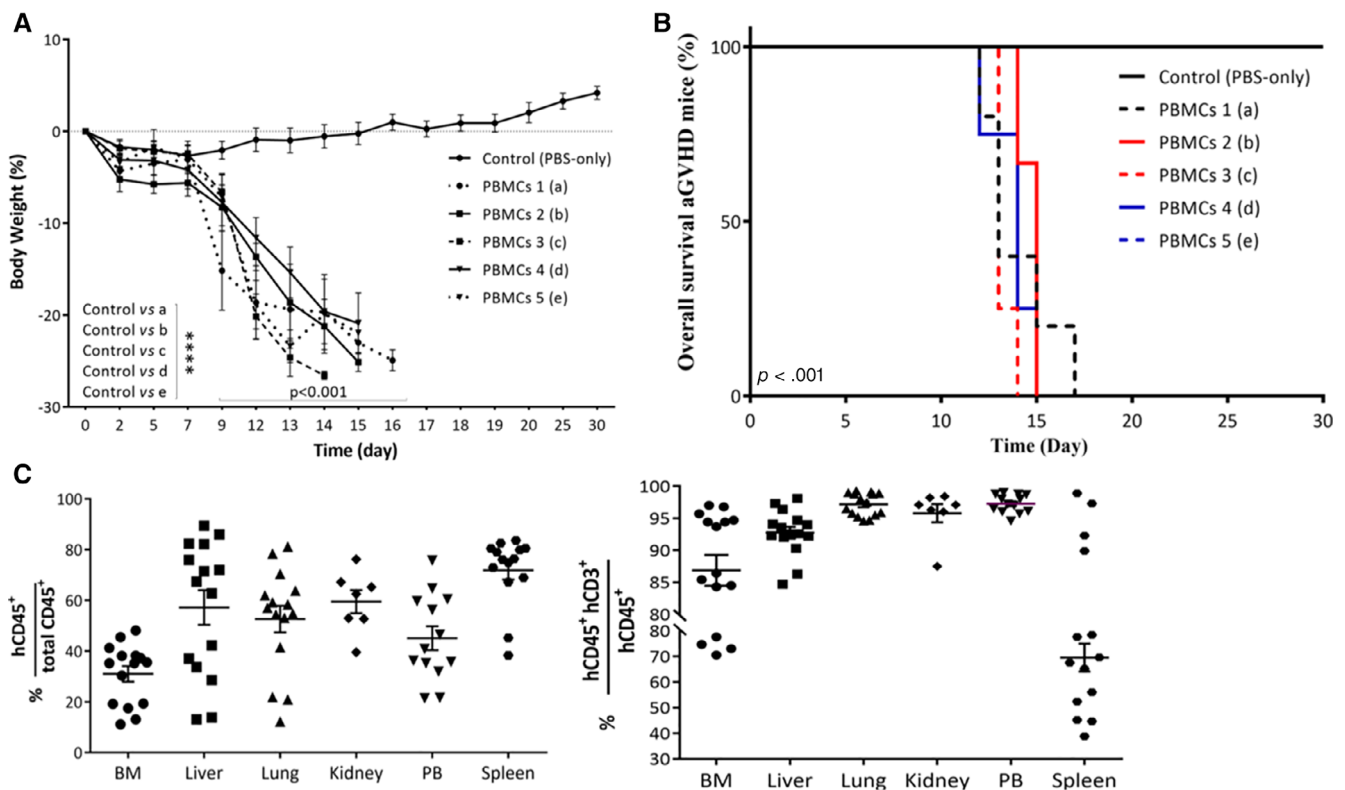 A
10
0
-10
-20
-30
Body Weight (%)
Control (PBS-only)
PBMCs 1 (a)
PBMCs 2 (b)
PBMCs 3 (c)
PBMCs 4 (d)
PBMCs 5 (e)
Control vs a
Control vs b
Control vs c
Control vs d
Control vs e
****
p<0.001
0 2 5 7 9 12 13 14 15 16 17 18 19 20 25 30
Time (day)
B
100
50
0
Overall survival aGVHD mice (%)
Control (PBS-only)
PBMCs 1 (a)
PBMCs 2 (b)
PBMCs 3 (c)
PBMCs 4 (d)
PBMCs 5 (e)
p < .001
0 5 10 15 20 25 30
Time (Day)
C
100
80
60
40
20
0
% hCD45+
total CD45+
BM Liver Lung Kidney PB Spleen
100
95
90
85
80
80
70
60
50
40
30
% hCD45+ hCD3+
hCD45+
BM Liver Lung Kidney PB Spleen